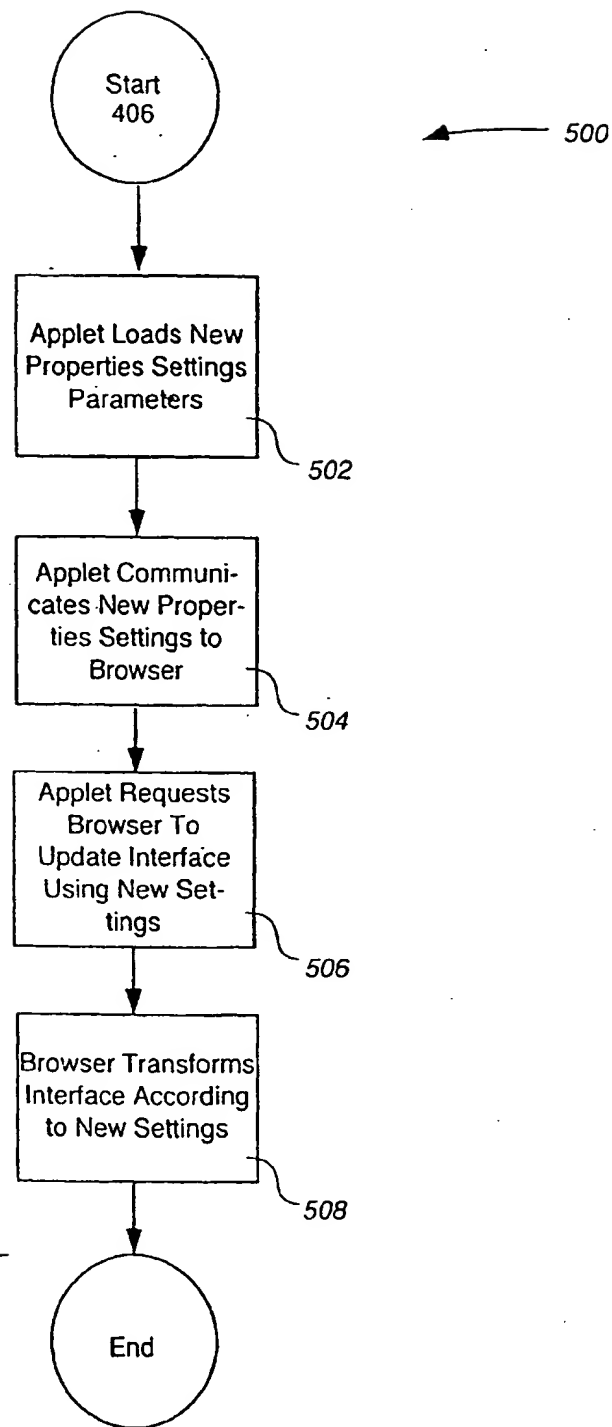 Start
406
500
Applet Loads New
Properties Settings
Parameters
502
Applet Communi-
cates New Proper-
ties Settings to
Browser
504
Applet Requests
Browser To
Update Interface
Using New Set-
tings
506
Browser Transforms
Interface According
to New Settings
508
End